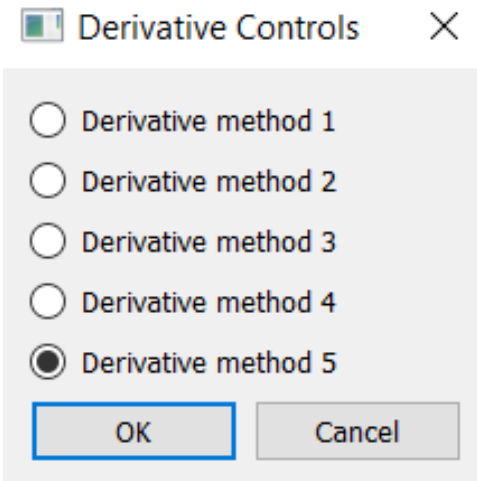 Derivative Controls
Derivative method 1
Derivative method 2
Derivative method 3
Derivative method 4
Derivative method 5
OK Cancel